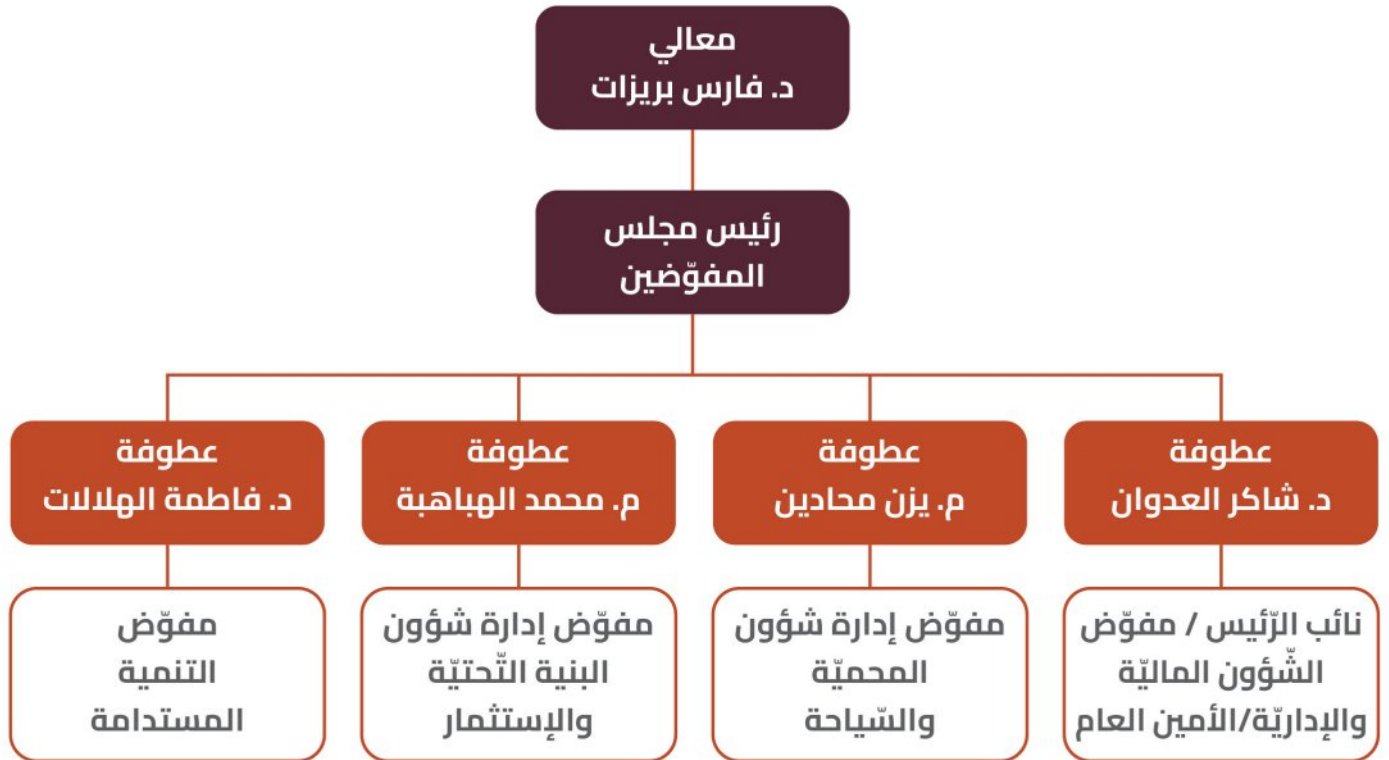 معالي
د. فارس بريزات
رئيس مجلس
المفوّضين
عطوفة
د. شاكر العدوان
نائب الرّئيس / مفوّض
الشّؤون الماليّة
والإداريّة/الأمين العام
عطوفة
م. يزن محادين
مفوّض إدارة شؤون
المحميّة
والسّياحة
عطوفة
م. محمد الهباهبة
مفوّض إدارة شؤون
البنية التّحتيّة
والإستثمار
عطوفة
د. فاطمة الهلالات
مفوّض
التنمية
المستدامة